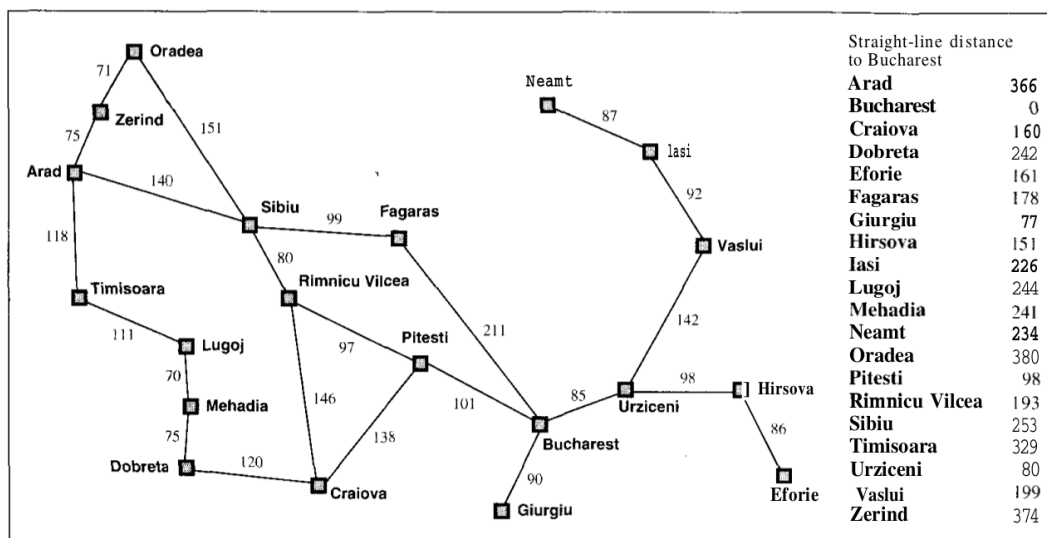 Oradea
71
Neamt
87
Zerind
151
75
Iasi
Arad
140
92
Sibiu
99
Fagaras
118
Vaslui
80
Timisoara
Rimnicu Vilcea
142
111
211
Lugoj
97
Pitesti
70
98
Hirsova
146
101
85
Urziceni
Mehadia
86
75
138
Bucharest
Dobreta
120
90
Craiova
Eforie
Giurgiu
Straight-line distance
to Bucharest
Arad 366
Bucharest 0
Craiova 160
Dobreta 242
Eforie 161
Fagaras 178
Giurgiu 77
Hirsova 151
Iasi 226
Lugoj 244
Mehadia 241
Neamt 234
Oradea 380
Pitesti 98
Rimnicu Vilcea 193
Sibiu 253
Timisoara 329
Urziceni 80
Vaslui 199
Zerind 374